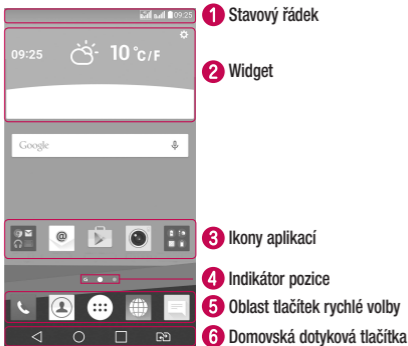 09:25
1 Stavový řádek
09:25
10°C/F
2 Widget
Google
@
3 Ikony aplikací
4 Indikátor pozice
5 Oblast tlačítek rychlé volby
6 Domovská dotyková tlačítka